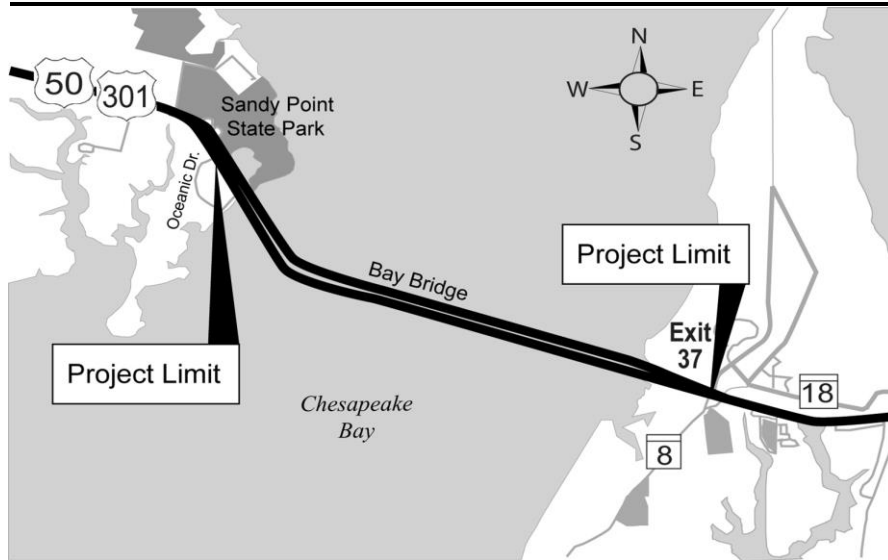 50
301
Sandy Point
State Park
N
W
E
S
Oceanic Dr.
Bay Bridge
Project Limit
Exit
37
Project Limit
Chesapeake
Bay
18
8